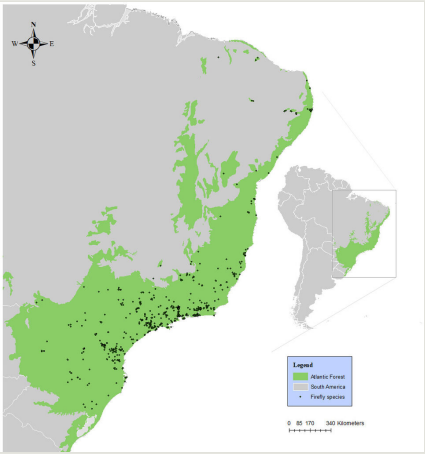 N
W E
S
Legend
Atlantic Forest
South America
Firefly species
0 85 170 340 Kilometers